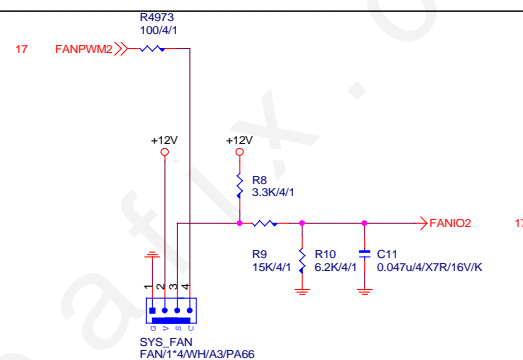 R4973
100/4/1
17 FANPWM2
+12V +12V
R8
3.3K/4/1
FANIO2 17
R9
15K/4/1
R10
6.2K/4/1
C11
0.047u/4/X7R/16V/K
1 2 3 4
G V S C
SYS_FAN
FAN/1*4/WH/A3/PA66
afix.